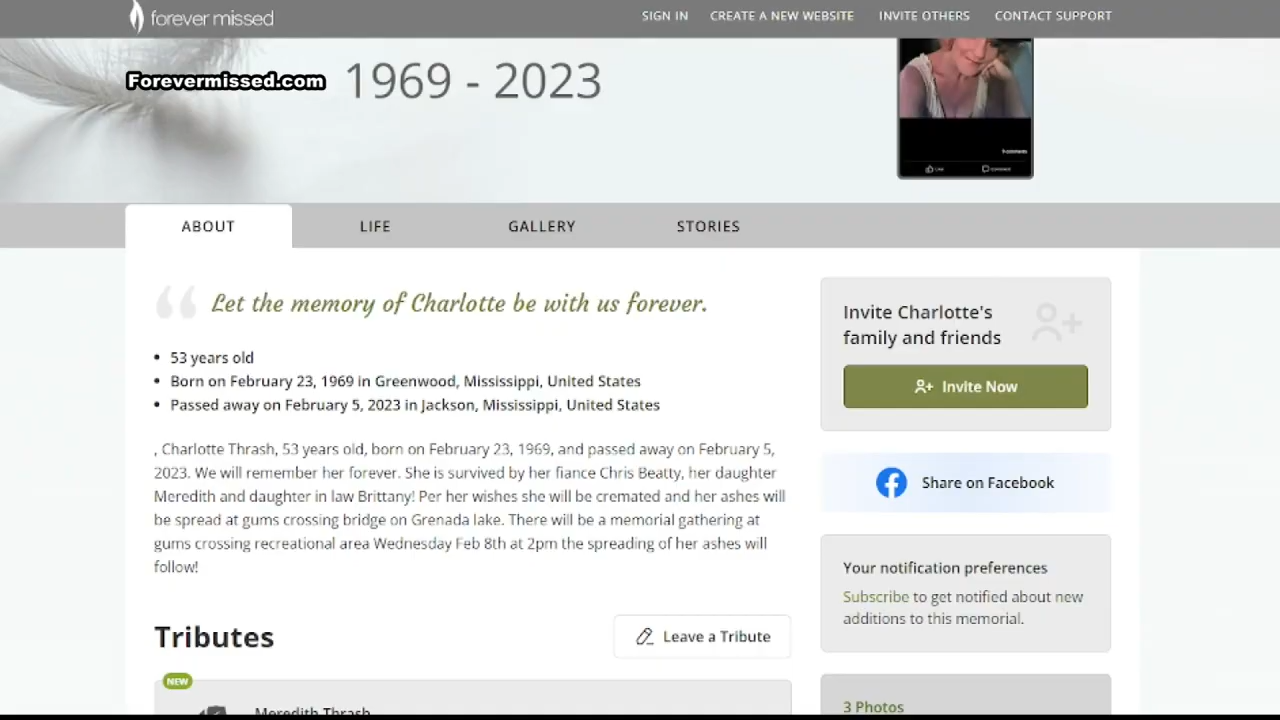 forever missed
SIGN IN CREATE A NEW WEBSITE INVITE OTHERS CONTACT SUPPORT
Forevermissed.com 1969 - 2023
ABOUT LIFE GALLERY STORIES
Let the memory of Charlotte be with us forever.
53 years old
Born on February 23, 1969 in Greenwood, Mississippi, United States
Passed away on February 5, 2023 in Jackson, Mississippi, United States
, Charlotte Thrash, 53 years old, born on February 23, 1969, and passed away on February 5,
2023. We will remember her forever. She is survived by her fiance Chris Beatty, her daughter
Meredith and daughter in law Brittany! Per her wishes she will be cremated and her ashes will
be spread at gums crossing bridge on Grenada lake. There will be a memorial gathering at
gums crossing recreational area Wednesday Feb 8th at 2pm the spreading of her ashes will
follow!
Tributes
Leave a Tribute
NEW
Meredith Thrash
Invite Charlotte's
family and friends
Invite Now
Share on Facebook
Your notification preferences
Subscribe to get notified about new
additions to this memorial.
3 Photos